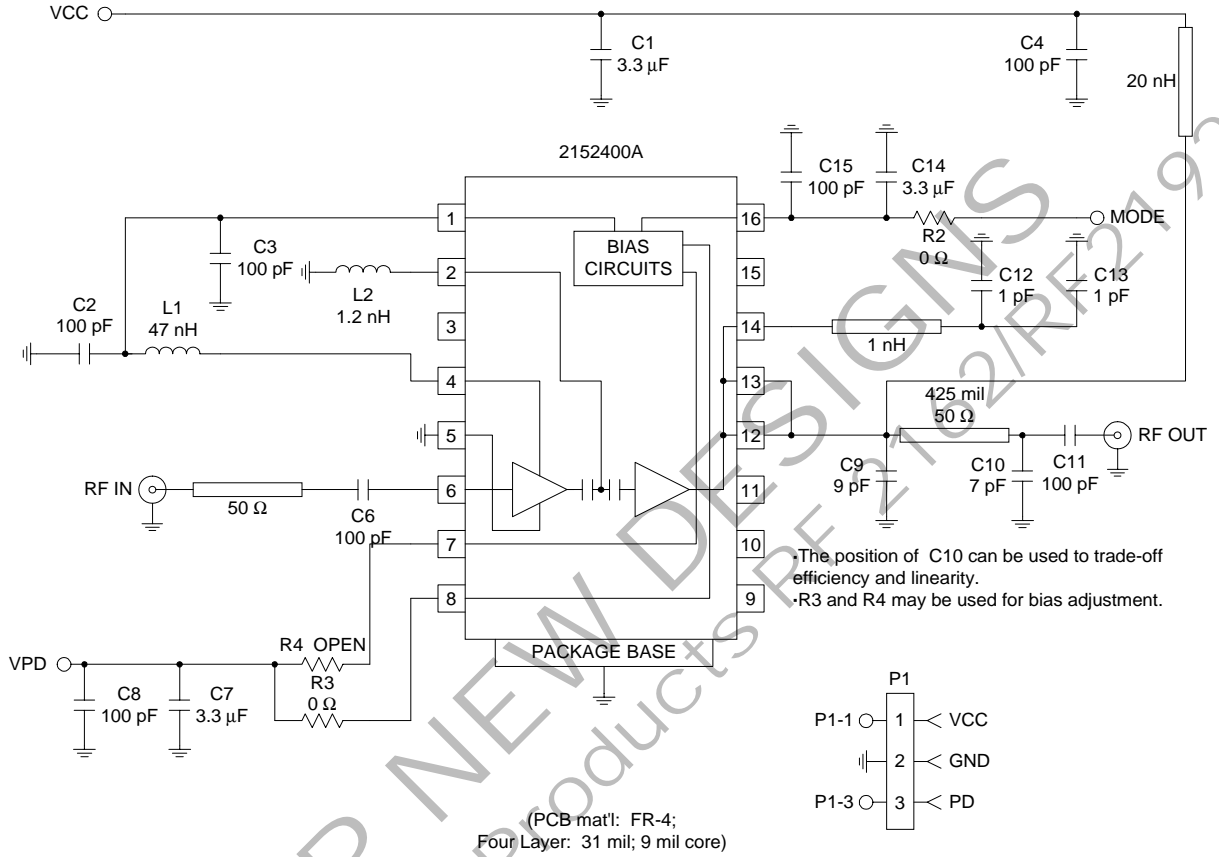 VCC
C1
3.3 µF
C4
100 pF
20 nH
2152400A
C15
100 pF
C14
3.3 µF
1
16
MODE
R2
0 Ω
BIAS
CIRCUITS
C3
100 pF
2
15
L2
1.2 nH
C12
1 pF
C13
1 pF
C2
100 pF
L1
47 nH
3
14
1 nH
4
13
425 mil
50 Ω
5
12
RF OUT
C9
9 pF
C10
7 pF
C11
100 pF
RF IN
50 Ω
C6
100 pF
6
11
7
10
•The position of C10 can be used to trade-off
efficiency and linearity.
•R3 and R4 may be used for bias adjustment.
8
9
R4 OPEN
PACKAGE BASE
VPD
R3
0 Ω
C8
100 pF
C7
3.3 µF
P1
P1-1
1
VCC
2
GND
P1-3
3
PD
(PCB mat'l: FR-4;
Four Layer: 31 mil; 9 mil core)
NEW DESIGNS
Products RF 2162/RF2193